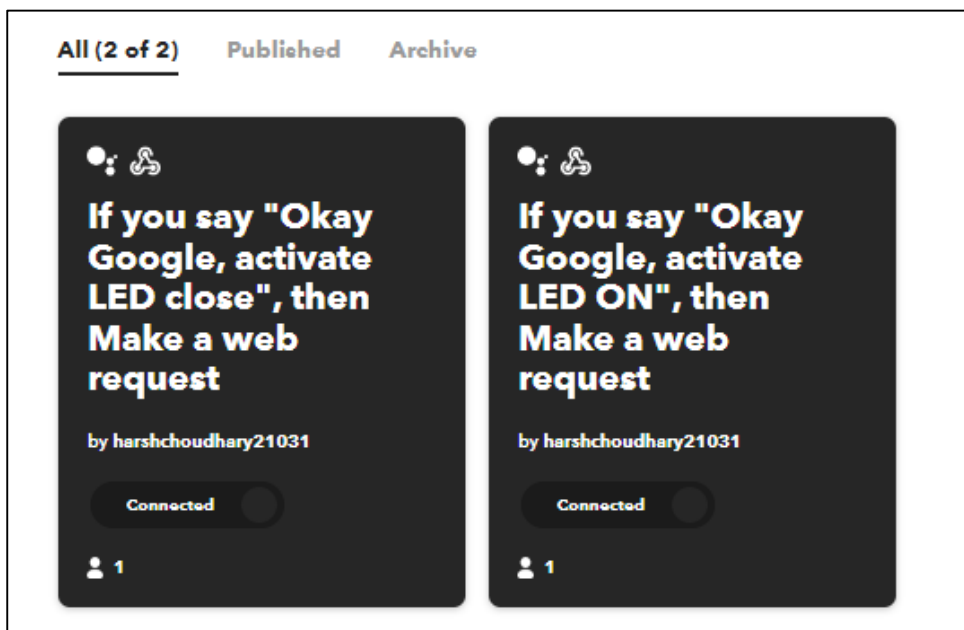 All (2 of 2) Published Archive
If you say "Okay
Google, activate
LED close", then
Make a web
request
by harshchoudhary21031
Connected
1
If you say "Okay
Google, activate
LED ON", then
Make a web
request
by harshchoudhary21031
Connected
1